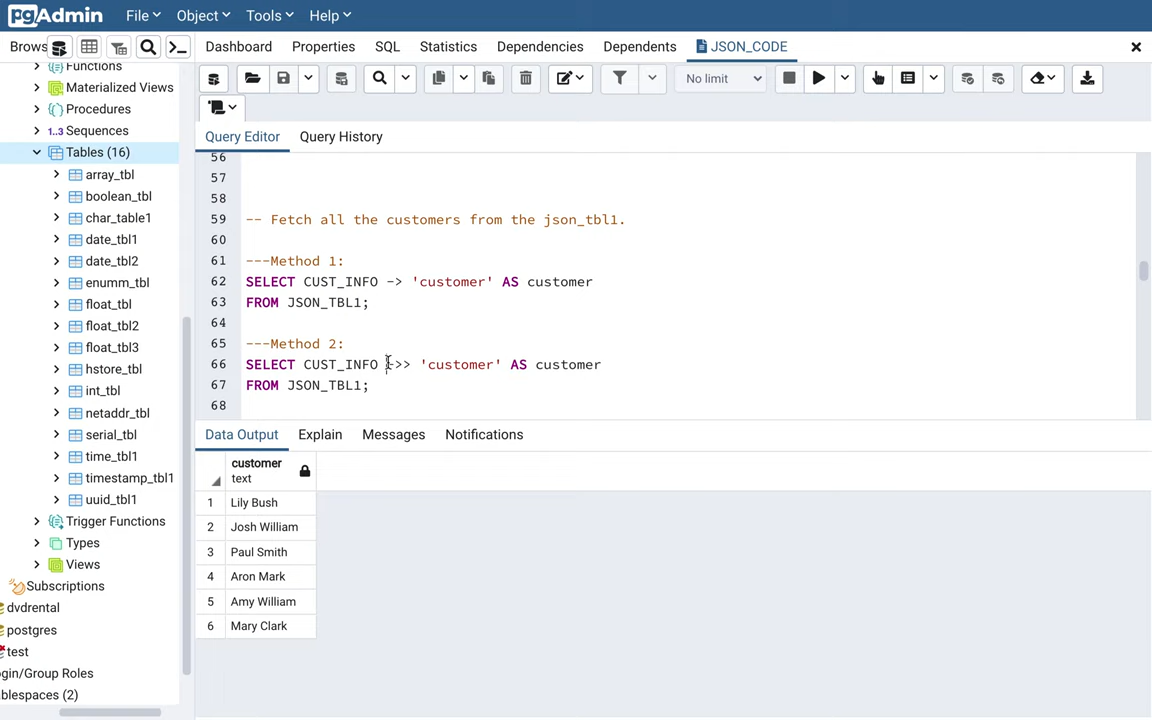 pgAdmin File Object Tools Help
Brows Dashboard Properties SQL Statistics Dependencies Dependents JSON_CODE
No limit
Query Editor Query History
Functions
Materialized Views
Procedures
1..3 Sequences
Tables (16)
array_tbl
boolean_tbl
char_table1
date_tbl1
date_tbl2
enumm_tbl
float_tbl
float_tbl2
float_tbl3
hstore_tbl
int_tbl
netaddr_tbl
serial_tbl
time_tbl1
timestamp_tbl1
uuid_tbl1
Trigger Functions
Types
Views
Subscriptions
dvdrental
postgres
test
gin/Group Roles
ablespaces (2)
56
57
58
59 -- Fetch all the customers from the json_tbl1.
60
61 ---Method 1:
62 SELECT CUST_INFO -> 'customer' AS customer
63 FROM JSON_TBL1;
64
65 ---Method 2:
66 SELECT CUST_INFO ->> 'customer' AS customer
67 FROM JSON_TBL1;
68
Data Output Explain Messages Notifications
customer
text
1 Lily Bush
2 Josh William
3 Paul Smith
4 Aron Mark
5 Amy William
6 Mary Clark